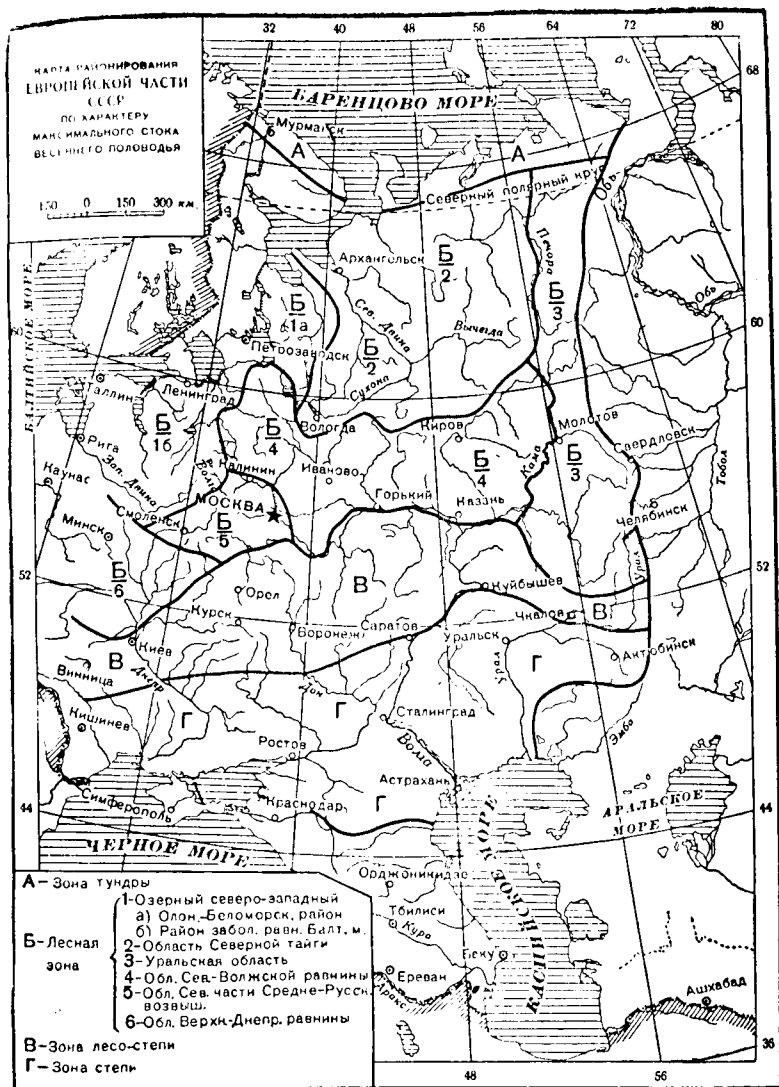 КАРТА РАЙОНИРОВАНИЯ
ЕВРОПЕЙСКОЙ ЧАСТИ
СССР
ПО ХАРАКТЕРУ
МАКСИМАЛЬНОГО СТОКА
ВЕСЕННЕГО ПОЛОВОДЬЯ
150 0 150 300 км.
32 40 48 56 64 72 80
68
БАРЕНЦОВО МОРЕ
Мурманск
А
А
Северный полярный круг
Обь
Архангельск
Б/2
Печора
Б/3
Обь
Б/1а
Сев. Двина
Вычегда
60
60
БАЛТИЙСКОЕ МОРЕ
Петрозаводск
Б/2
Сухона
Таллин
Ленинград
Вологда
Киров
Молотов
Свердловск
Б/1б
Б/4
Рига
Зап. Двина
Волга
Калинин
Иваново
Б/4
Кама
Б/3
Тобол
Каунас
МОСКВА
Горький
Казань
Смоленск
Б/5
Челябинск
Минск
Урал
52
52
Б/6
Орел
В
Куйбышев
Курск
Воронеж
Саратов
Чкалов
В
Киев
Уральск
Актюбинск
В
Винница
Днепр
Урал
Г
Дон
Г
Кишинев
Г
Сталинград
Волга
Эмба
Ростов
Астрахань
44
44
Симферополь
Краснодар
Г
АРАЛЬСКОЕ
МОРЕ
ЧЕРНОЕ МОРЕ
КАСПИЙСКОЕ МОРЕ
Орджоникидзе
Тбилиси
Кура
Баку
Ереван
Аракс
Ашхабад
36
48
56
А – Зона тундры
Б – Лесная зона
1 – Озерный северо-западный
а) Олон.-Беломорск. район
б) Район забол. равн. Балт. м.
2 – Область Северной тайги
3 – Уральская область
4 – Обл. Сев.-Волжской равнины
5 – Обл. Сев. части Средне-Русск.
возвыш.
6 – Обл. Верхн.-Днепр. равнины
В – Зона лесо-степи
Г – Зона степи